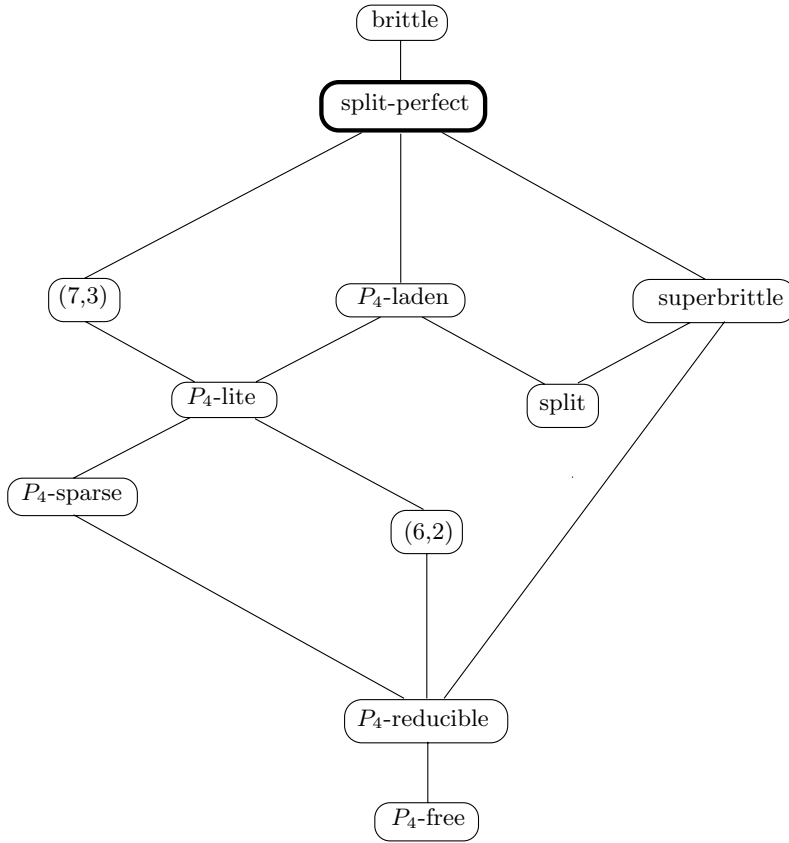 brittle
split-perfect
(7,3)
P₄-laden
superbrittle
P₄-lite
split
P₄-sparse
(6,2)
P₄-reducible
P₄-free